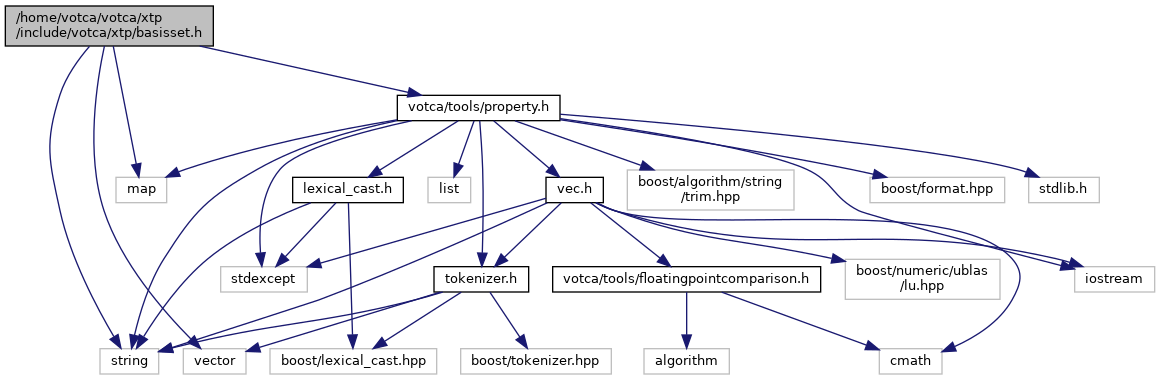 /home/votca/votca/xtp
/include/votca/xtp/basisset.h
votca/tools/property.h
map
lexical_cast.h
list
vec.h
boost/algorithm/string
/trim.hpp
boost/format.hpp
stdlib.h
stdexcept
tokenizer.h
votca/tools/floatingpointcomparison.h
boost/numeric/ublas
/lu.hpp
iostream
string
vector
boost/lexical_cast.hpp
boost/tokenizer.hpp
algorithm
cmath